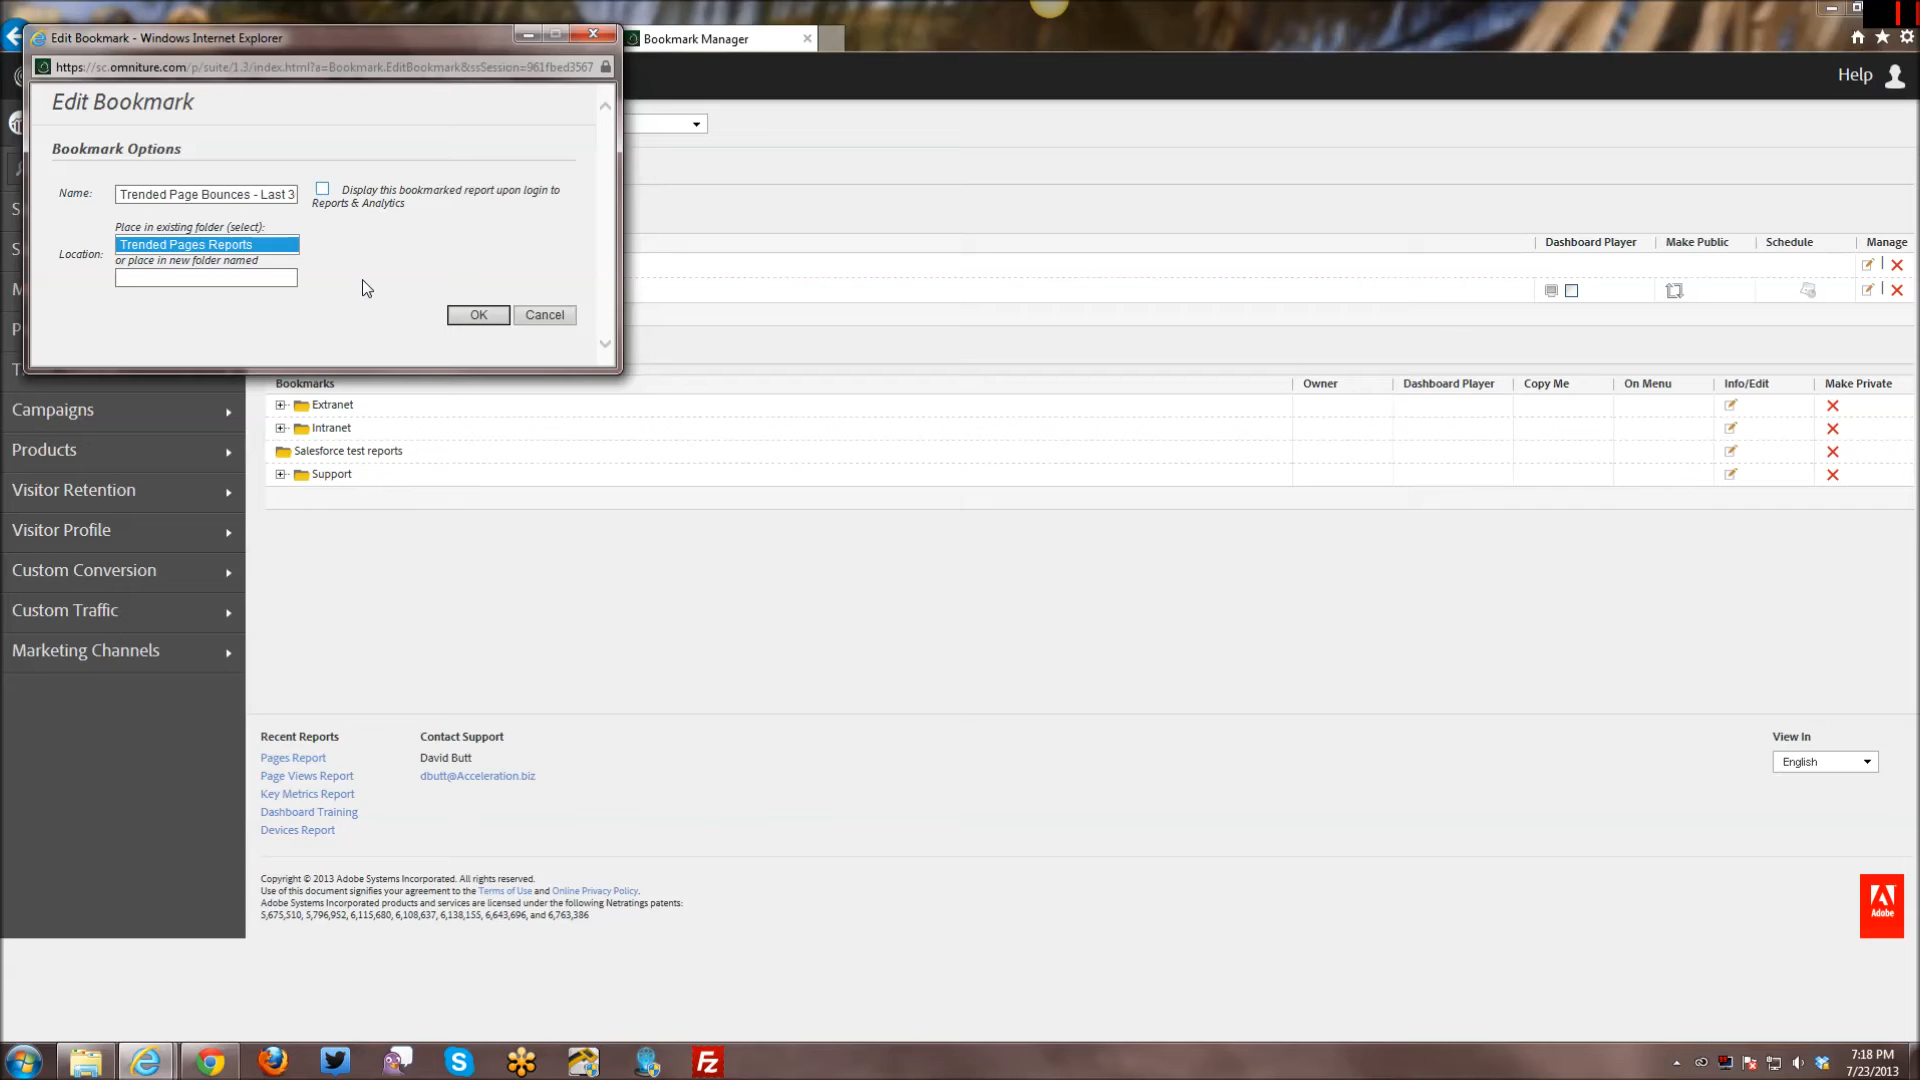 Edit Bookmark - Windows Internet Explorer
Bookmark Manager
https://sc.omniture.com/p/suite/1.3/index.html?a=Bookmark.EditBookmark&ssSession=961fbed3567
Help
Edit Bookmark
Bookmark Options
Name:
Trended Page Bounces - Last 3
Display this bookmarked report upon login to
Reports & Analytics
Place in existing folder (select):
Location:
Trended Pages Reports
or place in new folder named
OK
Cancel
Dashboard Player
Make Public
Schedule
Manage
Bookmarks
Owner
Dashboard Player
Copy Me
On Menu
Info/Edit
Make Private
Extranet
Intranet
Salesforce test reports
Support
Campaigns
Products
Visitor Retention
Visitor Profile
Custom Conversion
Custom Traffic
Marketing Channels
Recent Reports
Pages Report
Page Views Report
Key Metrics Report
Dashboard Training
Devices Report
Contact Support
David Butt
dbutt@Acceleration.biz
View In
English
Copyright © 2013 Adobe Systems Incorporated. All rights reserved.
Use of this document signifies your agreement to the Terms of Use and Online Privacy Policy.
Adobe Systems Incorporated products and services are licensed under the following Netratings patents:
5,675,510, 5,796,952, 6,115,680, 6,108,637, 6,138,155, 6,643,696, and 6,763,386
Adobe
7:18 PM
7/23/2013